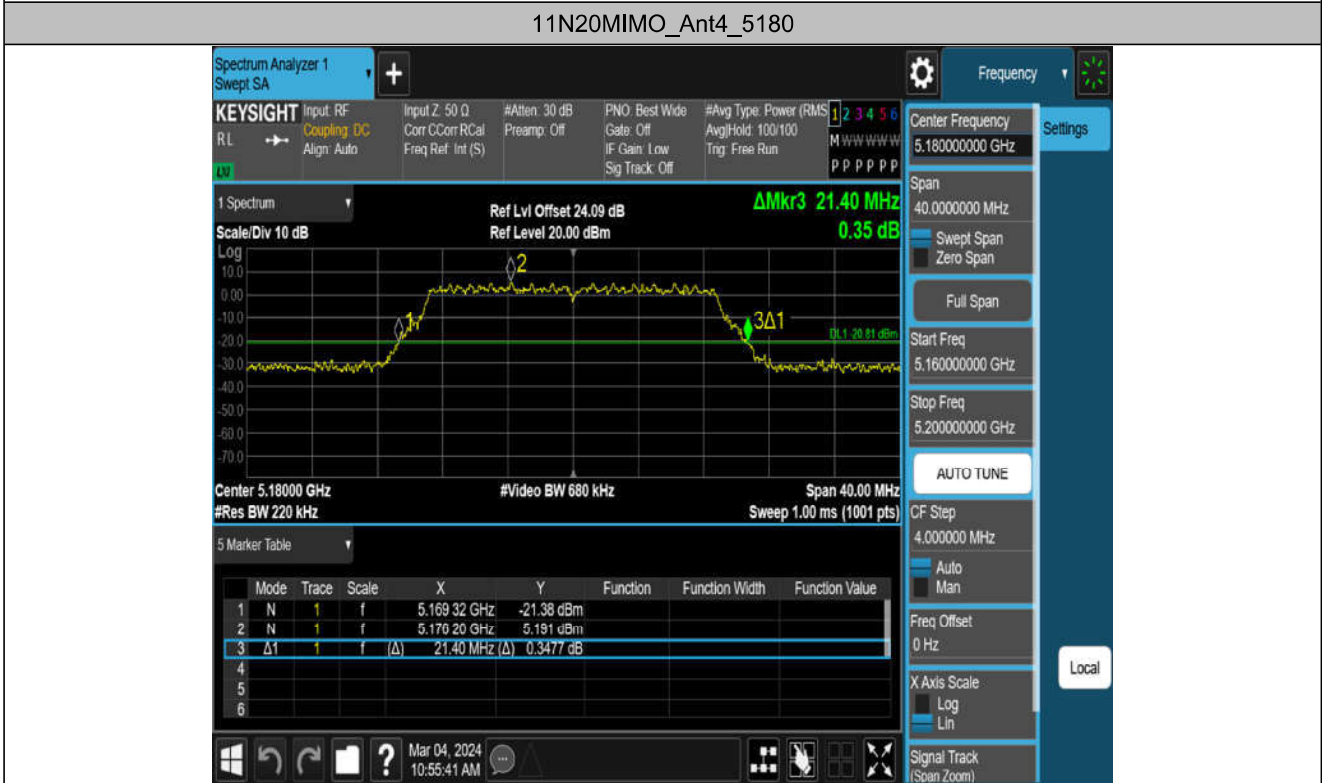 11N20MIMO_Ant4_5180
Spectrum Analyzer 1
Swept SA
+
Frequency
KEYSIGHT
RL
LXI
Input: RF
Coupling: DC
Align: Auto
Input Z: 50 Ω
Corr CCorr RCal
Freq Ref: Int (S)
#Atten: 30 dB
Preamp: Off
PNO: Best Wide
Gate: Off
IF Gain: Low
Sig Track: Off
#Avg Type: Power (RMS
Avg|Hold: 100/100
Trig: Free Run
1 2 3 4 5 6
M W W W W W
P P P P P P
Center Frequency
5.180000000 GHz
Settings
1 Spectrum
Scale/Div 10 dB
Ref Lvl Offset 24.09 dB
Ref Level 20.00 dBm
ΔMkr3 21.40 MHz
0.35 dB
Log
10.0
0.00
-10.0
-20.0
-30.0
-40.0
-50.0
-60.0
-70.0
1
2
3Δ1
DL1 -20.81 dBm
Center 5.18000 GHz
#Res BW 220 kHz
#Video BW 680 kHz
Span 40.00 MHz
Sweep 1.00 ms (1001 pts)
Span
40.0000000 MHz
Swept Span
Zero Span
Full Span
Start Freq
5.160000000 GHz
Stop Freq
5.200000000 GHz
AUTO TUNE
CF Step
4.000000 MHz
Auto
Man
Freq Offset
0 Hz
X Axis Scale
Log
Lin
Signal Track
(Span Zoom)
Local
5 Marker Table
Mode Trace Scale X Y Function Function Width Function Value
1 N 1 f 5.169 32 GHz -21.38 dBm
2 N 1 f 5.176 20 GHz 5.191 dBm
3 Δ1 1 f (Δ) 21.40 MHz (Δ) 0.3477 dB
4
5
6
?
Mar 04, 2024
10:55:41 AM